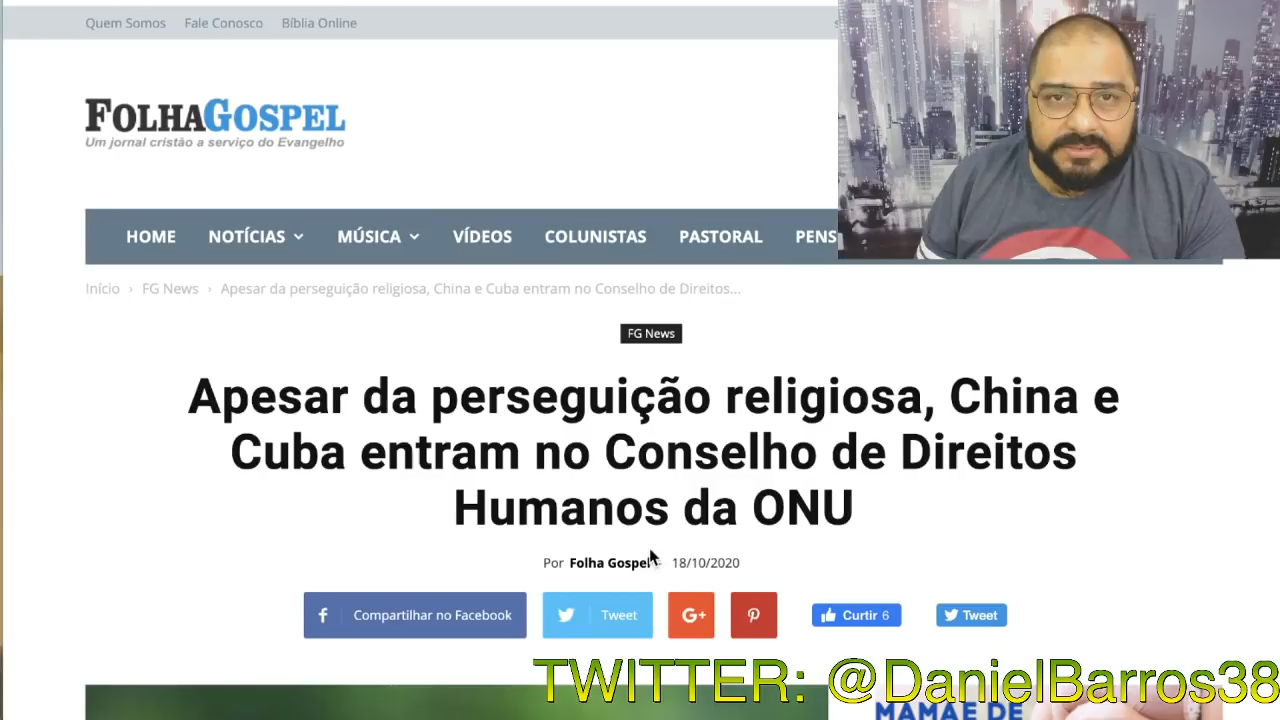 Quem Somos Fale Conosco Bíblia Online
FOLHAGOSPEL
Um jornal cristão a serviço do Evangelho
HOME NOTÍCIAS MÚSICA VÍDEOS COLUNISTAS PASTORAL PENS
Início › FG News › Apesar da perseguição religiosa, China e Cuba entram no Conselho de Direitos...
FG News
Apesar da perseguição religiosa, China e
Cuba entram no Conselho de Direitos
Humanos da ONU
Por Folha Gospel 18/10/2020
Compartilhar no Facebook Tweet G+ Curtir 6 Tweet
TWITTER: @DanielBarros38
MAMÃE DE